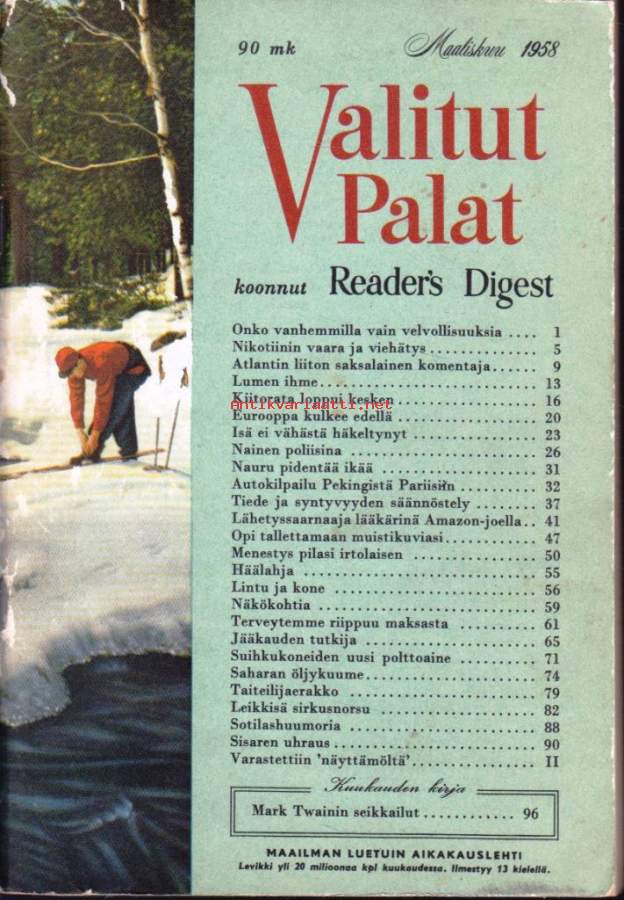 90 mk Maaliskuu 1958
Valitut
Palat
koonnut Reader's Digest
Onko vanhemmilla vain velvollisuuksia .... 1
Nikotiinin vaara ja viehätys ............... 5
Atlantin liiton saksalainen komentaja...... 9
Lumen ihme .............................. 13
Kiitorata loppui kesken .................... 16
Antikvariaatti.net
Eurooppa kulkee edellä ................... 20
Isä ei vähästä häkeltynyt .................. 23
Nainen poliisina .......................... 26
Nauru pidentää ikää ..................... 31
Autokilpailu Pekingistä Pariisiin .......... 32
Tiede ja syntyvyyden säännöstely ......... 37
Lähetyssaarnaaja lääkärinä Amazon-joella.. 41
Opi tallettamaan muistikuviasi............. 47
Menestys pilasi irtolaisen ................. 50
Häälahja ................................ 55
Lintu ja kone ............................ 56
Näkökohtia .............................. 59
Terveytemme riippuu maksasta ........... 61
Jääkauden tutkija ........................ 65
Suihkukoneiden uusi polttoaine .......... 71
Saharan öljykuume........................ 74
Taiteilijaerakko .......................... 79
Leikkisä sirkusnorsu ...................... 82
Sotilashuumoria .......................... 88
Sisaren uhraus ............................ 90
Varastettiin 'näyttämöltä'................. II
Kuukauden kirja
Mark Twainin seikkailut ............ 96
MAAILMAN LUETUIN AIKAKAUSLEHTI
Levikki yli 20 milioonaa kpl kuukaudessa. Ilmestyy 13 kielellä.